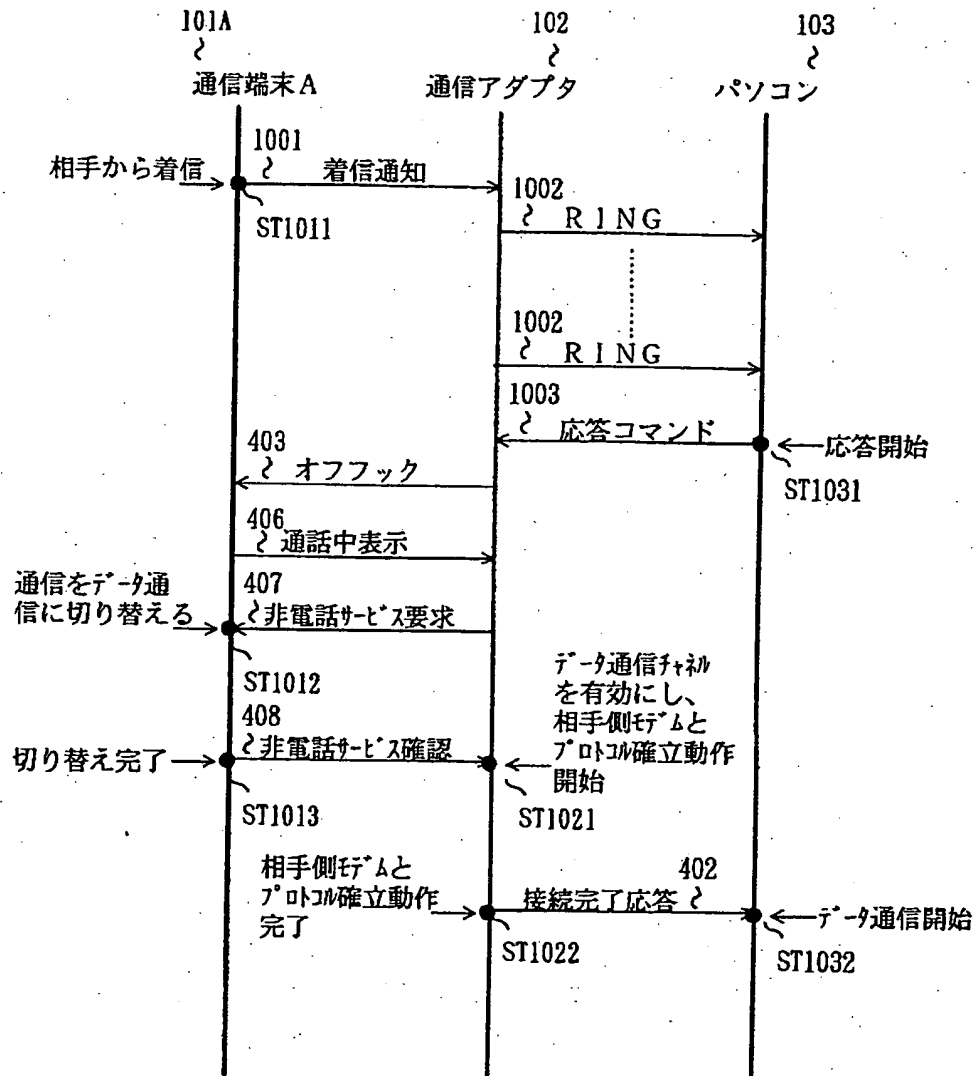 101A
102
103
通信端末A
通信アダプタ
パソコン
1001
相手から着信
着信通知
ST1011
1002
RING
1002
RING
1003
応答コマンド
応答開始
ST1031
403
オフフック
406
通話中表示
通信をデータ通
信に切り替える
407
非電話サービス要求
ST1012
データ通信チャネル
を有効にし、
相手側モデムと
プロトコル確立動作
開始
408
非電話サービス確認
切り替え完了
ST1013
ST1021
相手側モデムと
プロトコル確立動作
完了
402
接続完了応答
データ通信開始
ST1022
ST1032